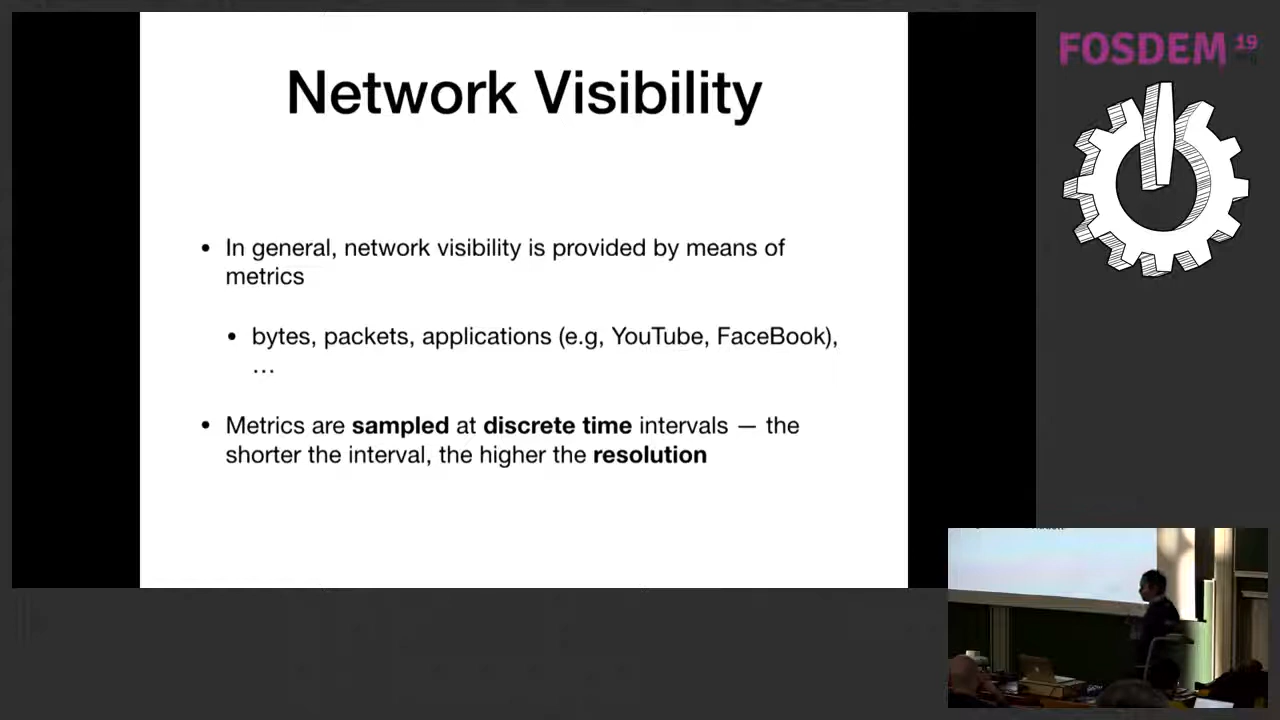 Network Visibility
FOSDEM 19
• In general, network visibility is provided by means of
metrics
• bytes, packets, applications (e.g, YouTube, FaceBook),
…
• Metrics are sampled at discrete time intervals — the
shorter the interval, the higher the resolution